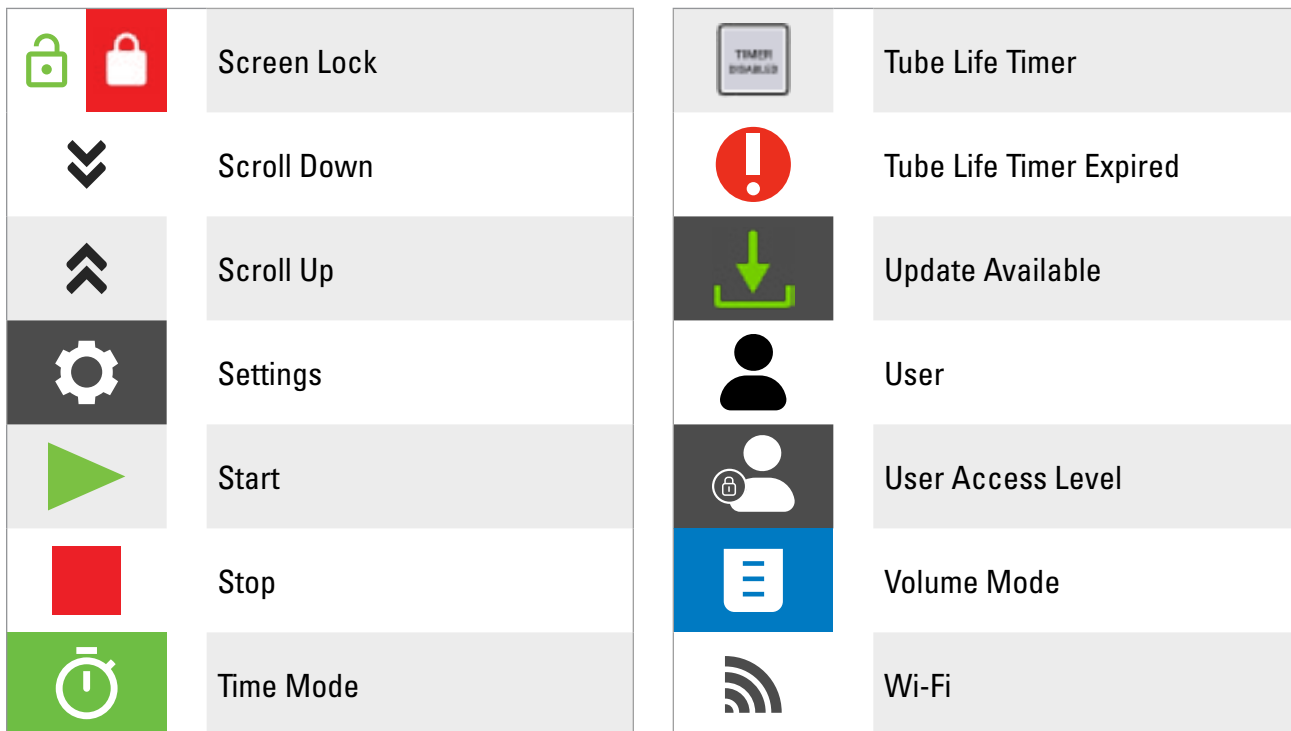 Screen Lock
Scroll Down
Scroll Up
Settings
Start
Stop
Time Mode
TIMER
DISABLED
Tube Life Timer
Tube Life Timer Expired
Update Available
User
User Access Level
Volume Mode
Wi-Fi